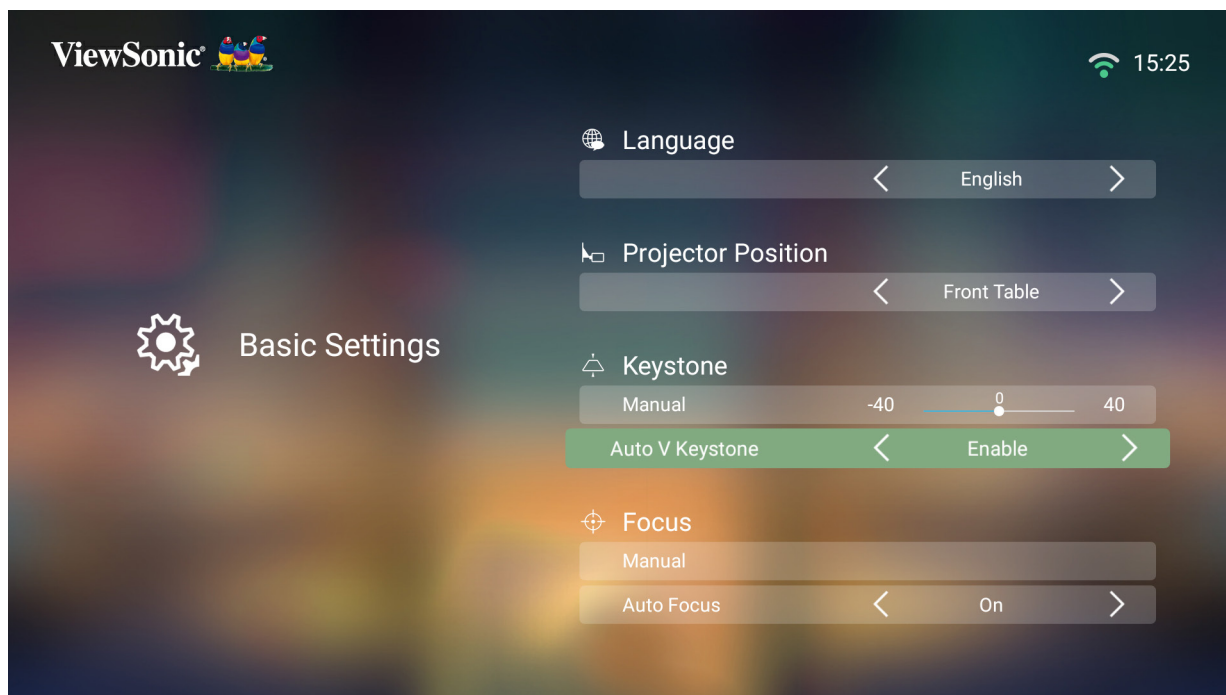 ViewSonic®
15:25
Language
English
Projector Position
Front Table
Basic Settings
Keystone
Manual -40 0 40
Auto V Keystone Enable
Focus
Manual
Auto Focus On